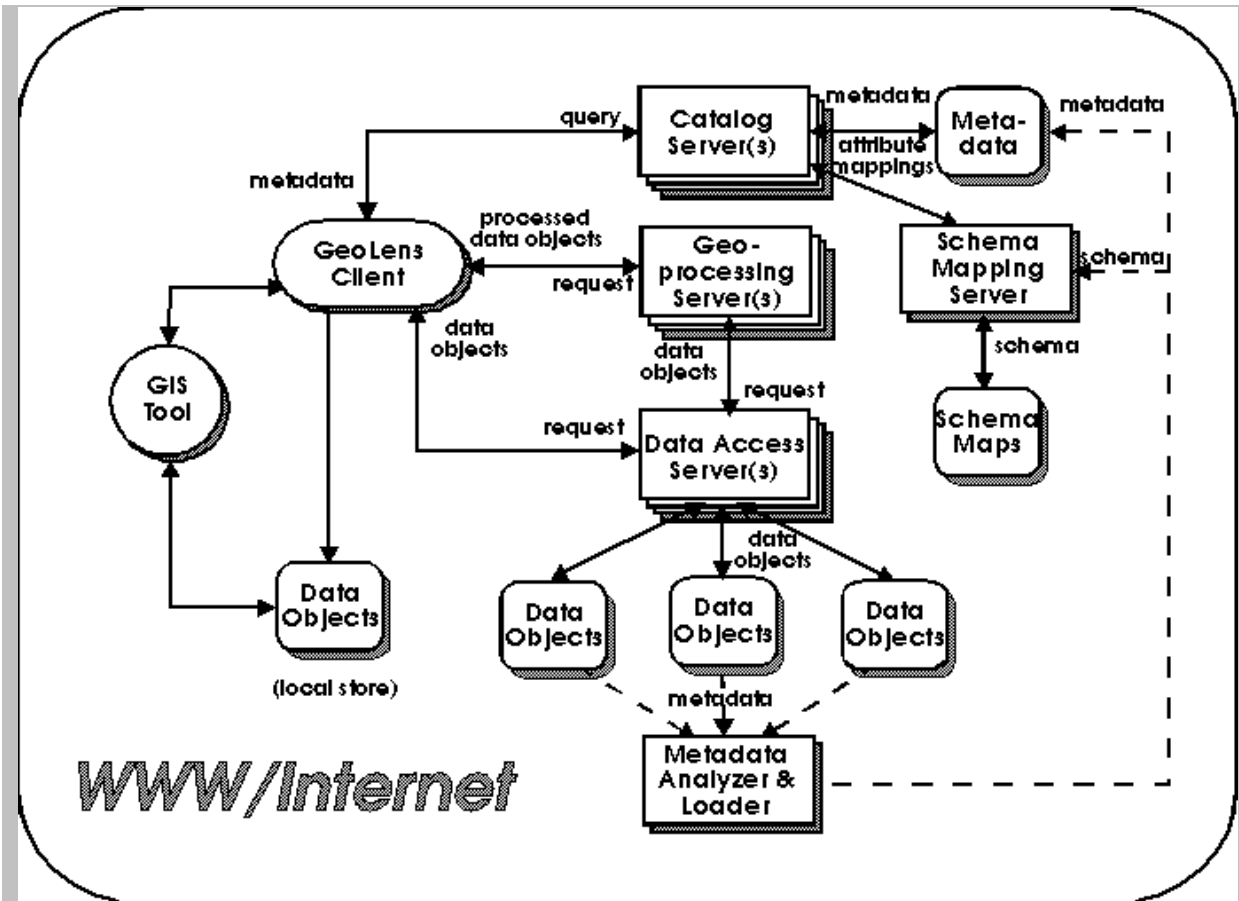 query
Catalog
Server(s)
metadata
Meta-
data
metadata
attribute
mappings
metadata
GeoLens
Client
processed
data objects
request
Geo-
processing
Server(s)
Schema
Mapping
Server
schema
data
objects
data
objects
request
schema
Schema
Maps
GIS
Tool
request
Data Access
Server(s)
data
objects
Data
Objects
(local store)
Data
Objects
Data
Objects
Data
Objects
metadata
Metadata
Analyzer &
Loader
WWW/Internet